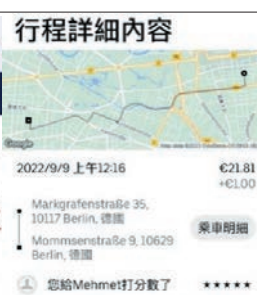 行程詳細內容
Google
2022/9/9 上午12:16
€21.81
+€1.00
Markgrafenstraße 35,
10117 Berlin, 德國
Mommsenstraße 9, 10629
Berlin, 德國
乘車明細
您給Mehmet打分數了
★★★★★